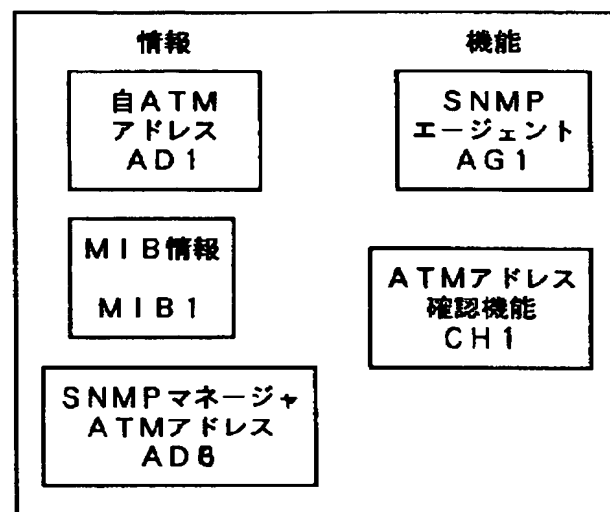 情報
自ATM
アドレス
AD1
MIB情報
MIB1
SNMPマネージャ
ATMアドレス
AD6
機能
SNMP
エージェント
AG1
ATMアドレス
確認機能
CH1